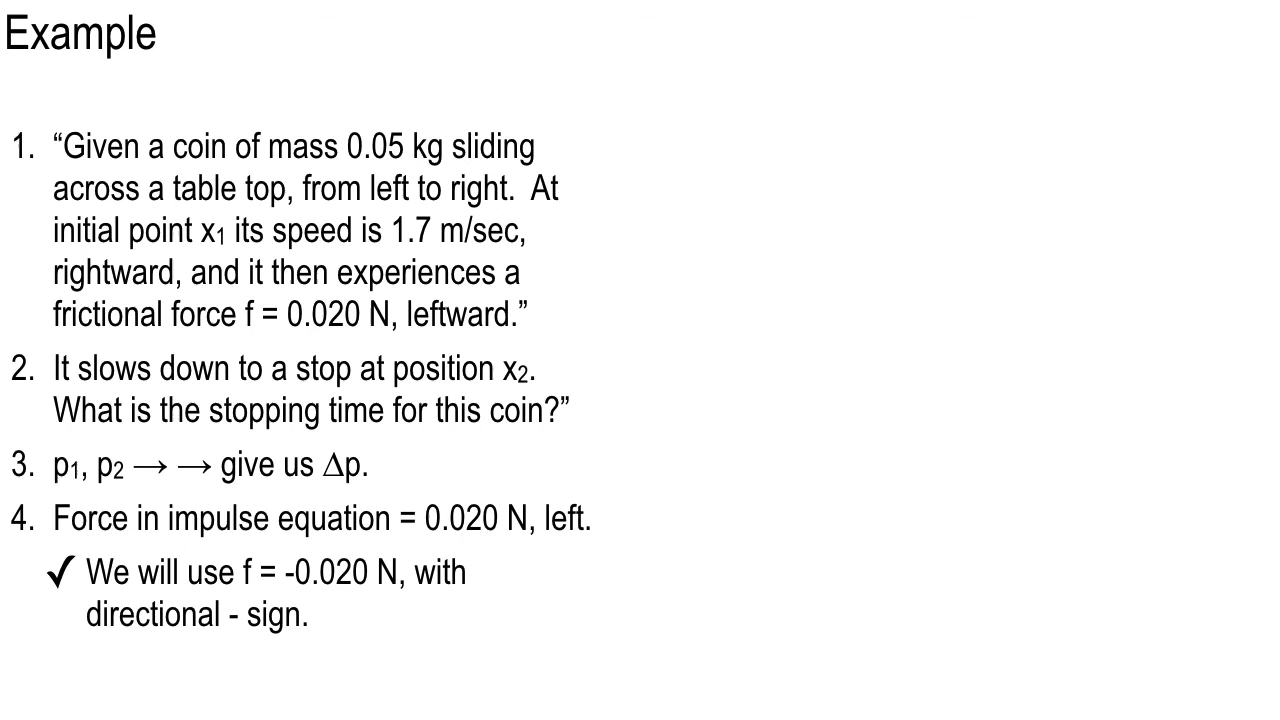 Example
1. “Given a coin of mass 0.05 kg sliding
across a table top, from left to right.  At
initial point x₁ its speed is 1.7 m/sec,
rightward, and it then experiences a
frictional force f = 0.020 N, leftward.”
2. It slows down to a stop at position x₂.
What is the stopping time for this coin?”
3. p₁, p₂ → → give us Δp.
4. Force in impulse equation = 0.020 N, left.
✓ We will use f = -0.020 N, with
directional - sign.